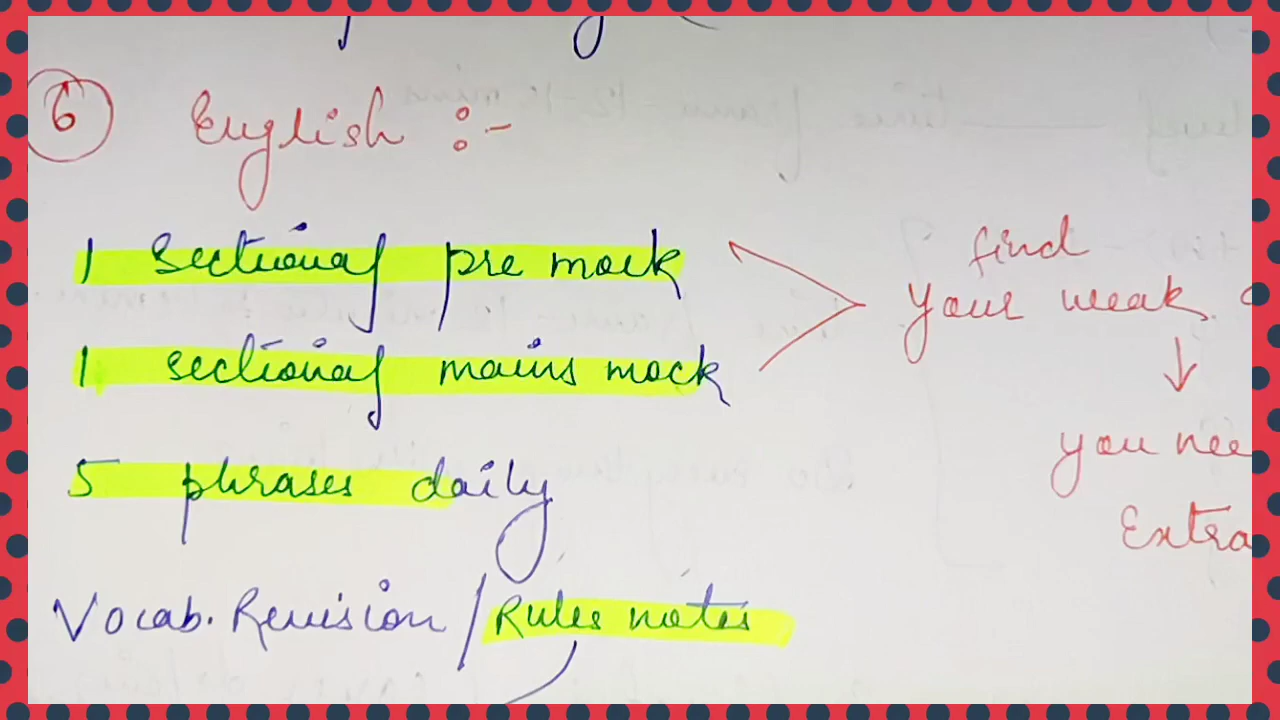 6 English :-
1 Sectional pre mock
find
your weak
1 sectional mains mock
you nee
5 phrases daily
Extra
Vocab. Revision / Rules notes